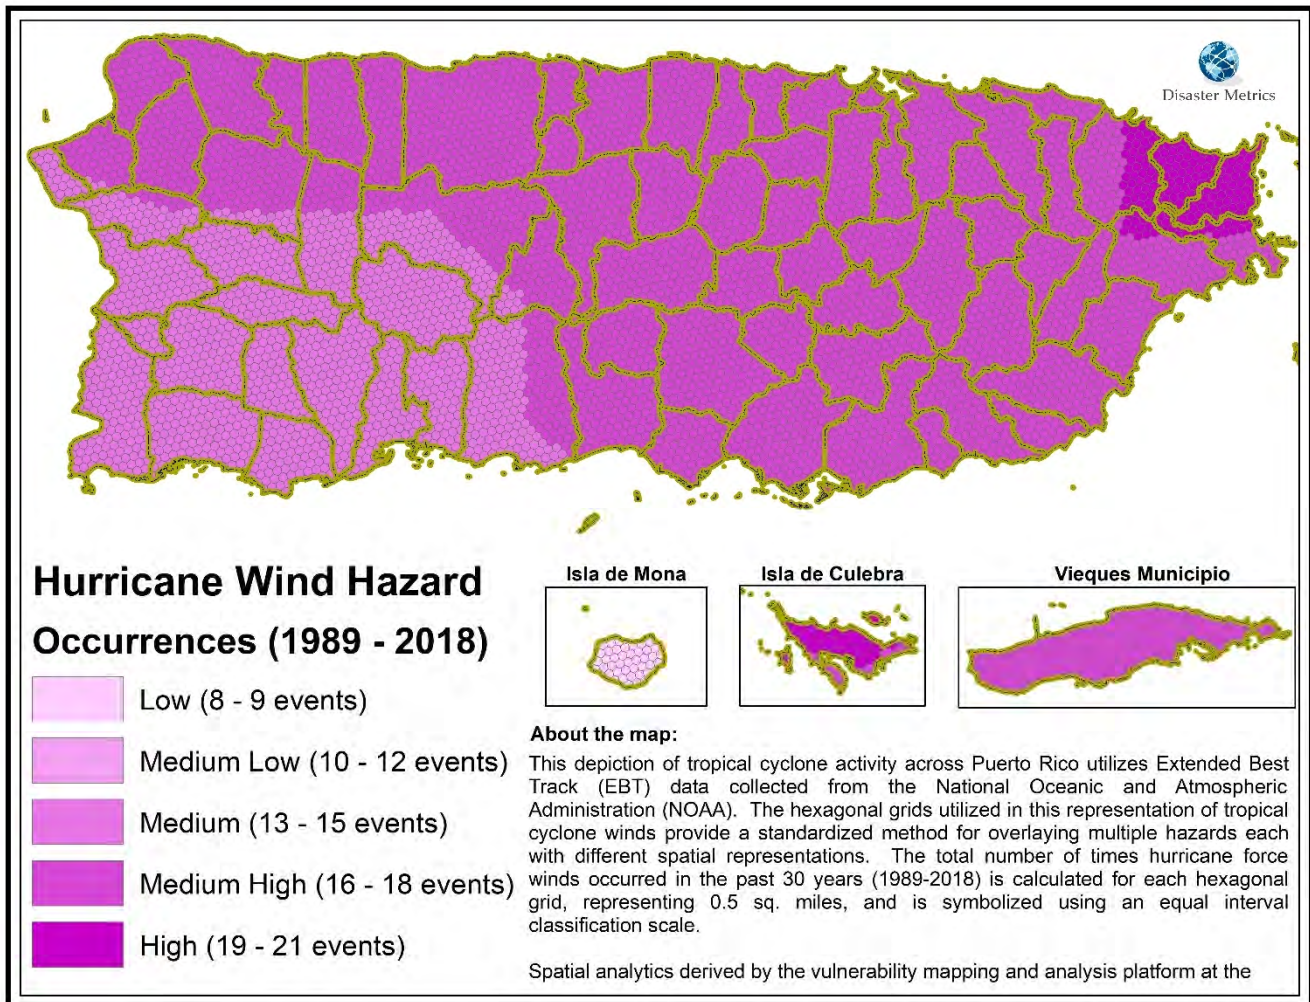 Disaster Metrics
Hurricane Wind Hazard
Occurrences (1989 - 2018)
Low (8 - 9 events)
Medium Low (10 - 12 events)
Medium (13 - 15 events)
Medium High (16 - 18 events)
High (19 - 21 events)
Isla de Mona
Isla de Culebra
Vieques Municipio
About the map:
This depiction of tropical cyclone activity across Puerto Rico utilizes Extended Best
Track (EBT) data collected from the National Oceanic and Atmospheric
Administration (NOAA). The hexagonal grids utilized in this representation of tropical
cyclone winds provide a standardized method for overlaying multiple hazards each
with different spatial representations. The total number of times hurricane force
winds occurred in the past 30 years (1989-2018) is calculated for each hexagonal
grid, representing 0.5 sq. miles, and is symbolized using an equal interval
classification scale.
Spatial analytics derived by the vulnerability mapping and analysis platform at the